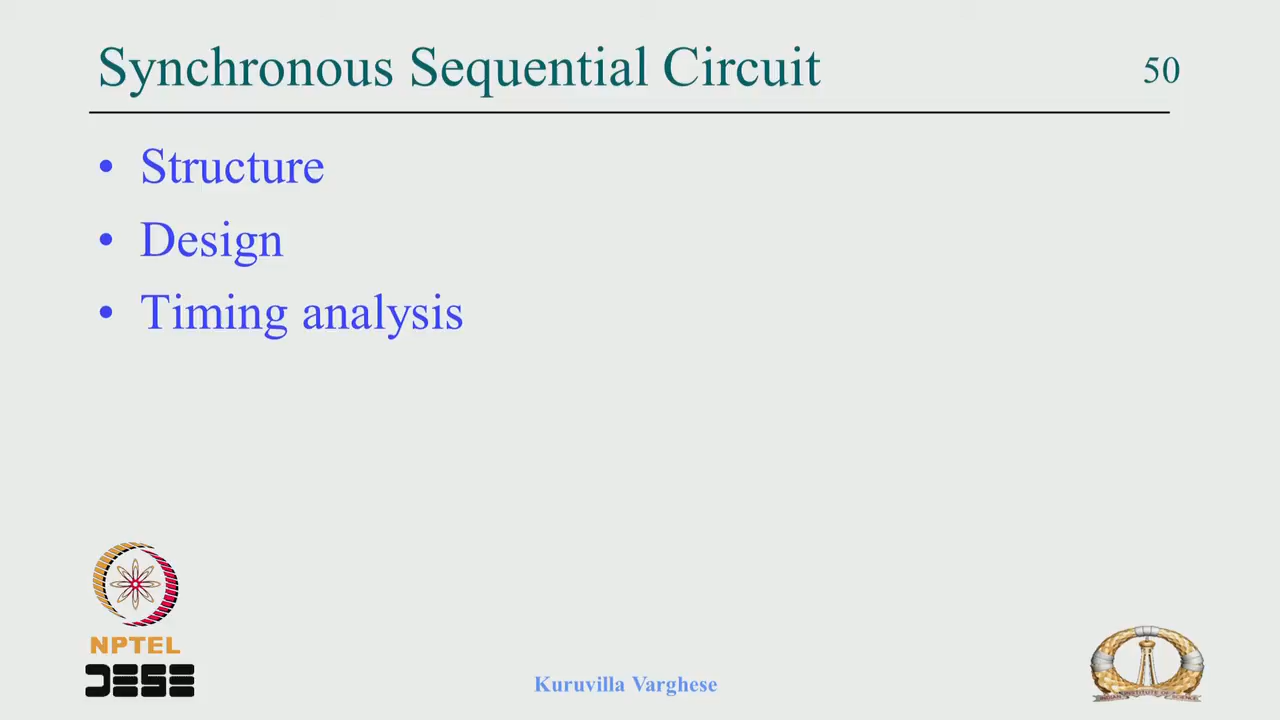 Synchronous Sequential Circuit 50
• Structure
• Design
• Timing analysis
NPTEL
DESE
Kuruvilla Varghese